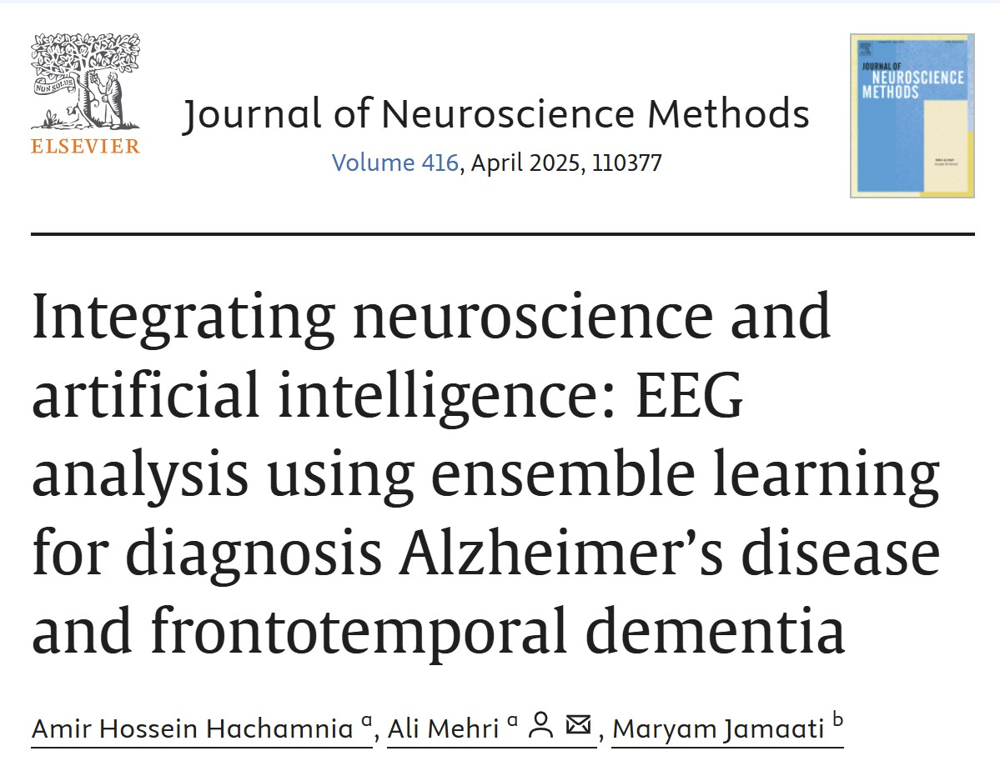 NON SOLUS
ELSEVIER
Journal of Neuroscience Methods
Volume 416, April 2025, 110377
JOURNAL OF
NEUROSCIENCE
METHODS
Integrating neuroscience and
artificial intelligence: EEG
analysis using ensemble learning
for diagnosis Alzheimer’s disease
and frontotemporal dementia
Amir Hossein Hachamnia a, Ali Mehri a, Maryam Jamaati b